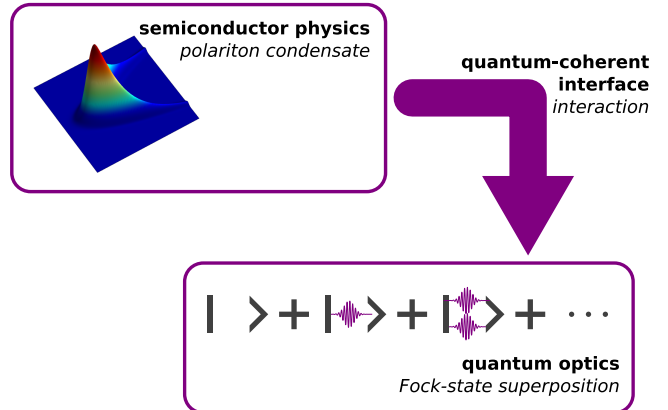 semiconductor physics
polariton condensate
quantum-coherent
interface
interaction
| > + | > + | > + ...
quantum optics
Fock-state superposition